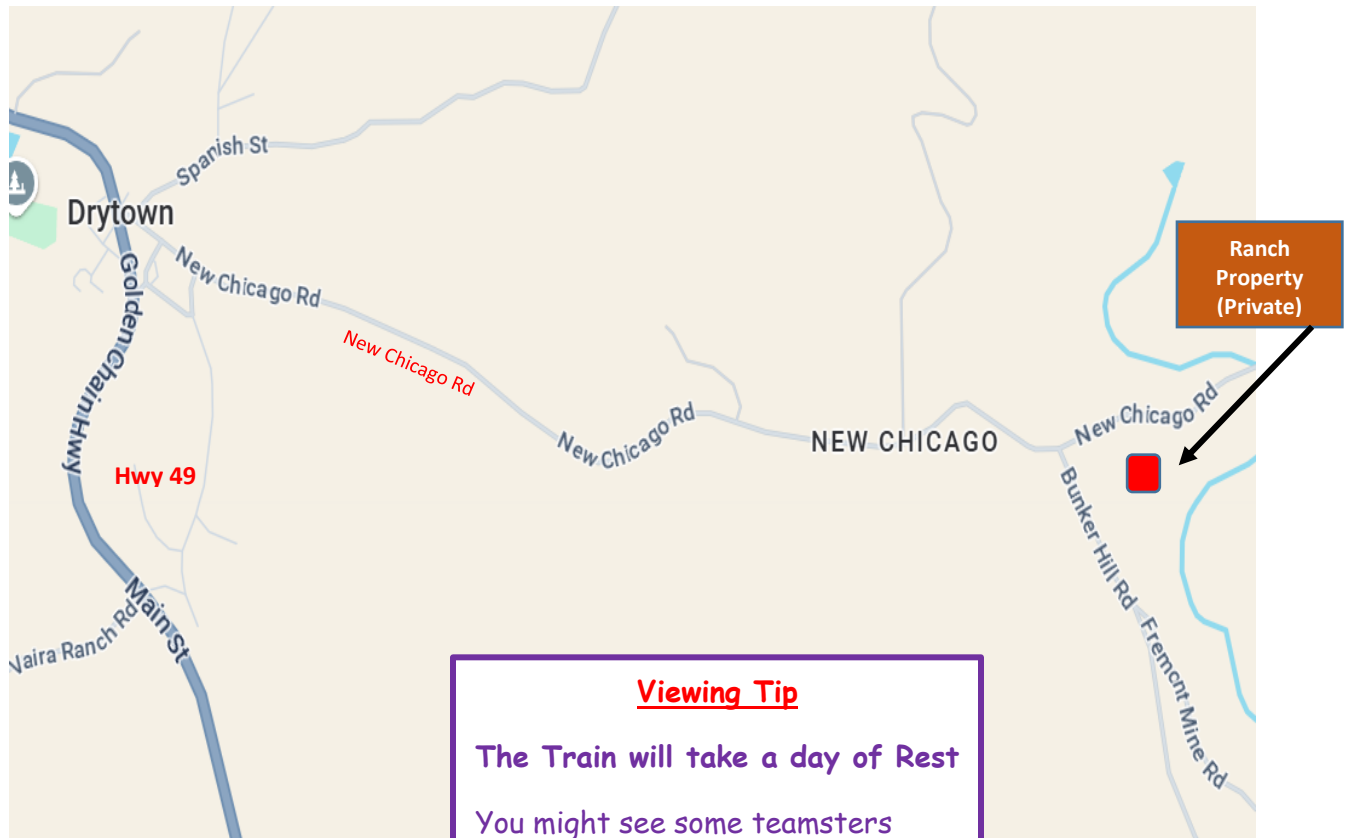 Spanish St
Drytown
New Chicago Rd
Golden Chain Hwy
New Chicago Rd
Hwy 49
New Chicago Rd
NEW CHICAGO
New Chicago Rd
Ranch
Property
(Private)
Bunker Hill Rd
Fremont Mine Rd
Main St
Naira Ranch Rd
Viewing Tip
The Train will take a day of Rest
You might see some teamsters